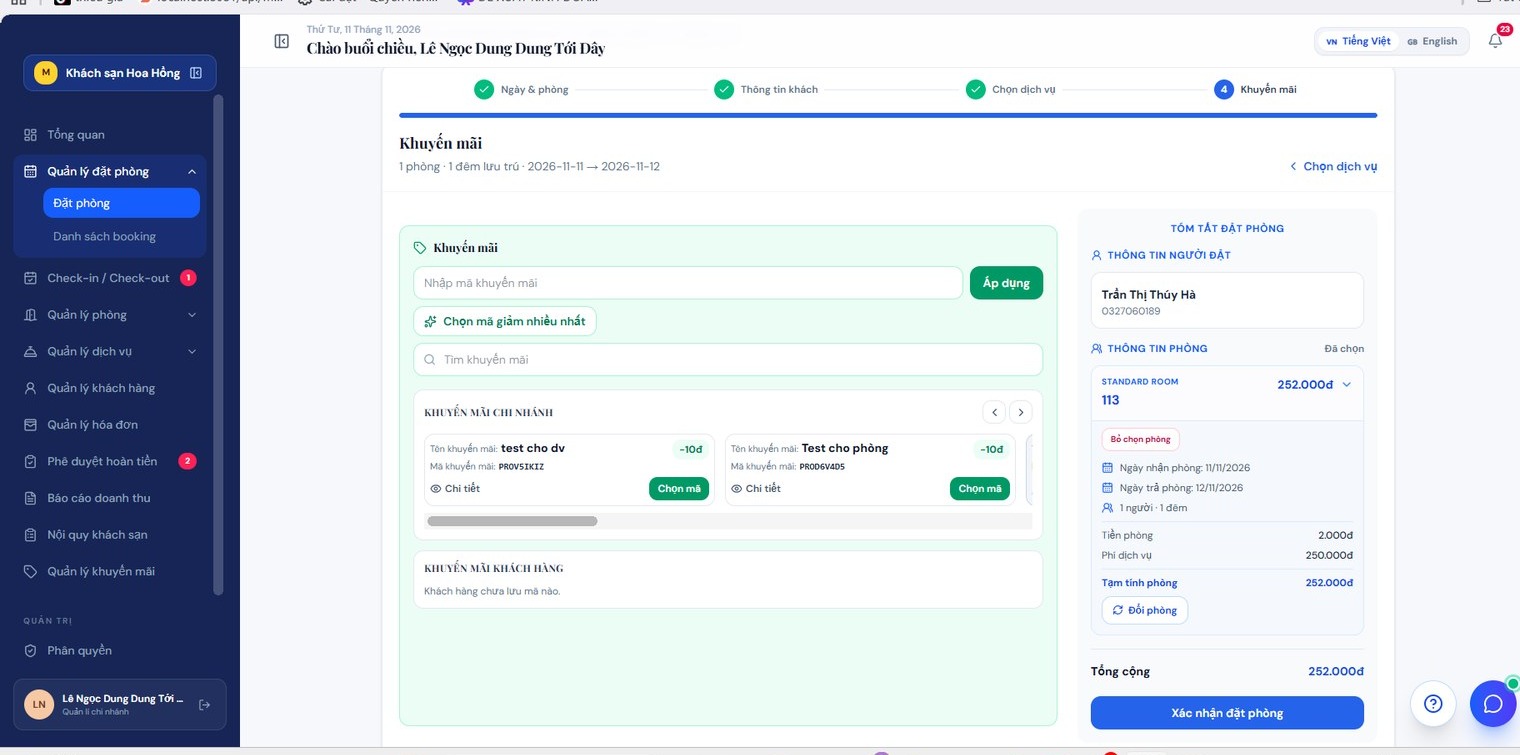 Thứ Tư, 11 Tháng 11, 2026
Chào buổi chiều, Lê Ngọc Dung Dung Tới Đây
VN Tiếng Việt GB English
23
M Khách sạn Hoa Hồng
Tổng quan
Quản lý đặt phòng
Đặt phòng
Danh sách booking
Check-in / Check-out 1
Quản lý phòng
Quản lý dịch vụ
Quản lý khách hàng
Quản lý hóa đơn
Phê duyệt hoàn tiền 2
Báo cáo doanh thu
Nội quy khách sạn
Quản lý khuyến mãi
QUẢN TRỊ
Phân quyền
LN Lê Ngọc Dung Dung Tới ...
Quản lí chi nhánh
Ngày & phòng
Thông tin khách
Chọn dịch vụ
4 Khuyến mãi
Khuyến mãi
1 phòng · 1 đêm lưu trú · 2026-11-11 → 2026-11-12
Chọn dịch vụ
Khuyến mãi
Nhập mã khuyến mãi
Áp dụng
Chọn mã giảm nhiều nhất
Tìm khuyến mãi
KHUYẾN MÃI CHI NHÁNH
Tên khuyến mãi: test cho dv -10đ
Mã khuyến mãi: PROV5IKIZ
Chi tiết Chọn mã
Tên khuyến mãi: Test cho phòng -10đ
Mã khuyến mãi: PROD6V4D5
Chi tiết Chọn mã
KHUYẾN MÃI KHÁCH HÀNG
Khách hàng chưa lưu mã nào.
TÓM TẮT ĐẶT PHÒNG
THÔNG TIN NGƯỜI ĐẶT
Trần Thị Thúy Hà
0327060189
THÔNG TIN PHÒNG Đã chọn
STANDARD ROOM
113
252.000đ
Bỏ chọn phòng
Ngày nhận phòng: 11/11/2026
Ngày trả phòng: 12/11/2026
1 người · 1 đêm
Tiền phòng 2.000đ
Phí dịch vụ 250.000đ
Tạm tính phòng 252.000đ
Đổi phòng
Tổng cộng 252.000đ
Xác nhận đặt phòng